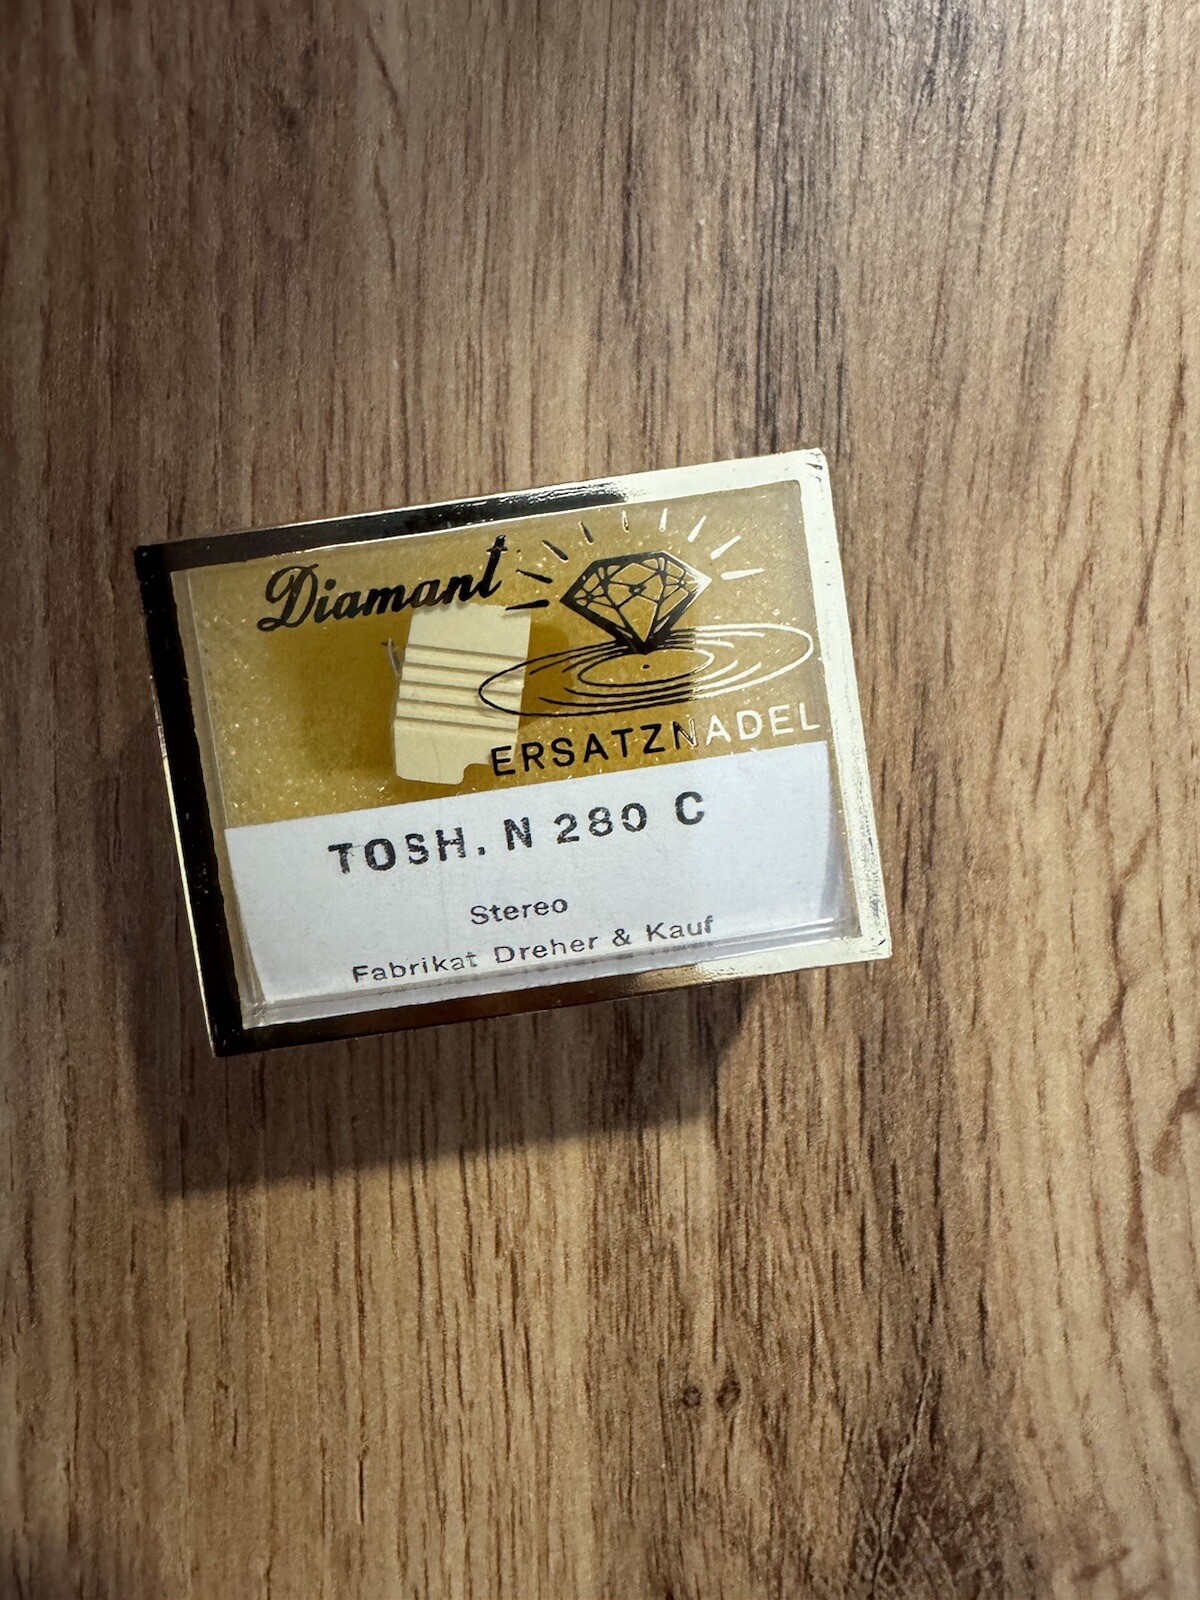 Diamant
ERSATZNADEL
TOSH. N 280 C
Stereo
Fabrikat Dreher & Kauf